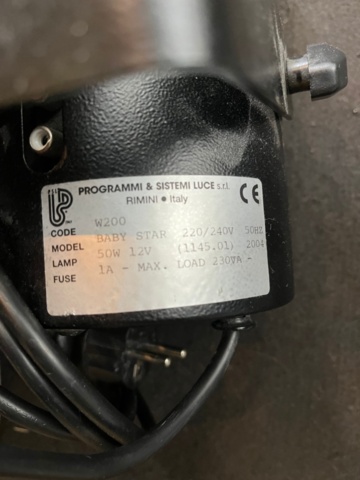 PROGRAMMI & SISTEMI LUCE s.r.l.
RIMINI • Italy
CE
CODE W200
MODEL BABY STAR 220/240V 50HZ
LAMP 50W 12V (1145.01) 2004
FUSE 1A - MAX. LOAD 230VA -